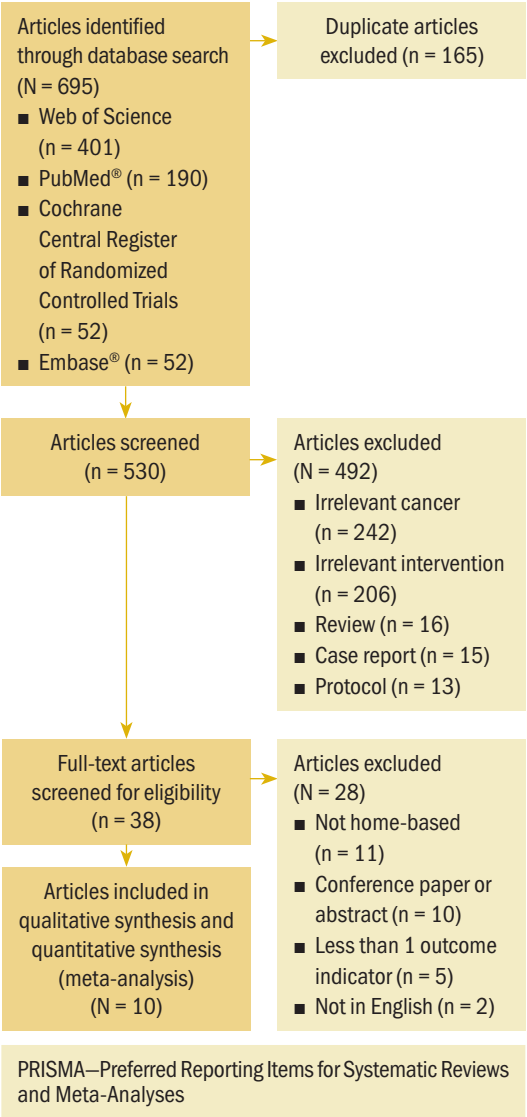 Articles identified
through database search
(N = 695)
■ Web of Science
(n = 401)
■ PubMed® (n = 190)
■ Cochrane
Central Register
of Randomized
Controlled Trials
(n = 52)
■ Embase® (n = 52)
Duplicate articles
excluded (n = 165)
Articles screened
(n = 530)
Articles excluded
(N = 492)
■ Irrelevant cancer
(n = 242)
■ Irrelevant intervention
(n = 206)
■ Review (n = 16)
■ Case report (n = 15)
■ Protocol (n = 13)
Full-text articles
screened for eligibility
(n = 38)
Articles excluded
(N = 28)
■ Not home-based
(n = 11)
■ Conference paper or
abstract (n = 10)
■ Less than 1 outcome
indicator (n = 5)
■ Not in English (n = 2)
Articles included in
qualitative synthesis and
quantitative synthesis
(meta-analysis)
(N = 10)
PRISMA—Preferred Reporting Items for Systematic Reviews
and Meta-Analyses